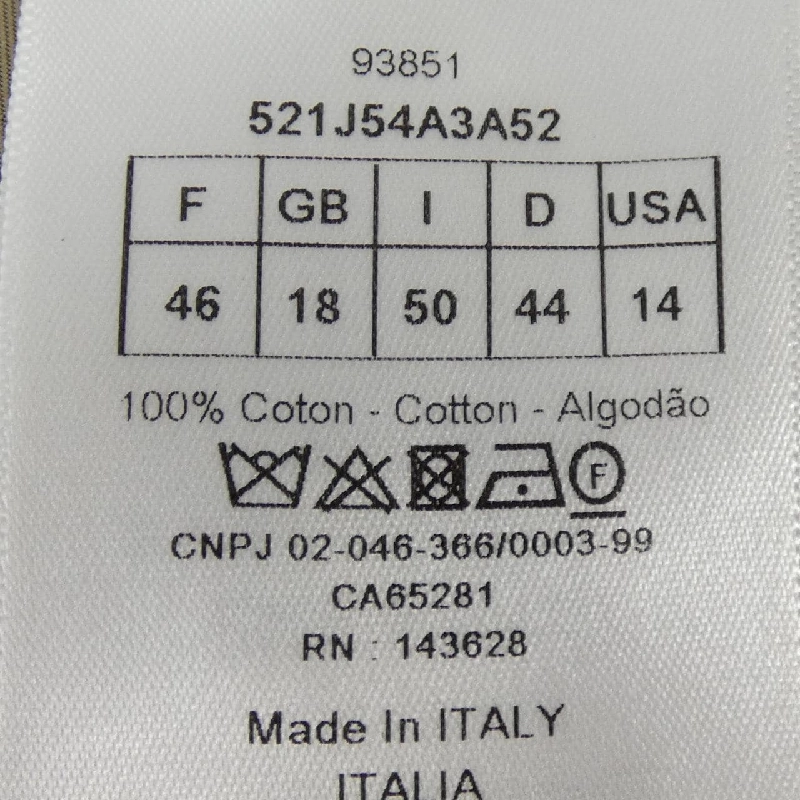 93851
521J54A3A52
F GB I D USA
46 18 50 44 14
100% Coton - Cotton - Algodão
F
CNPJ 02-046-366/0003-99
CA65281
RN : 143628
Made In ITALY
ITALIA